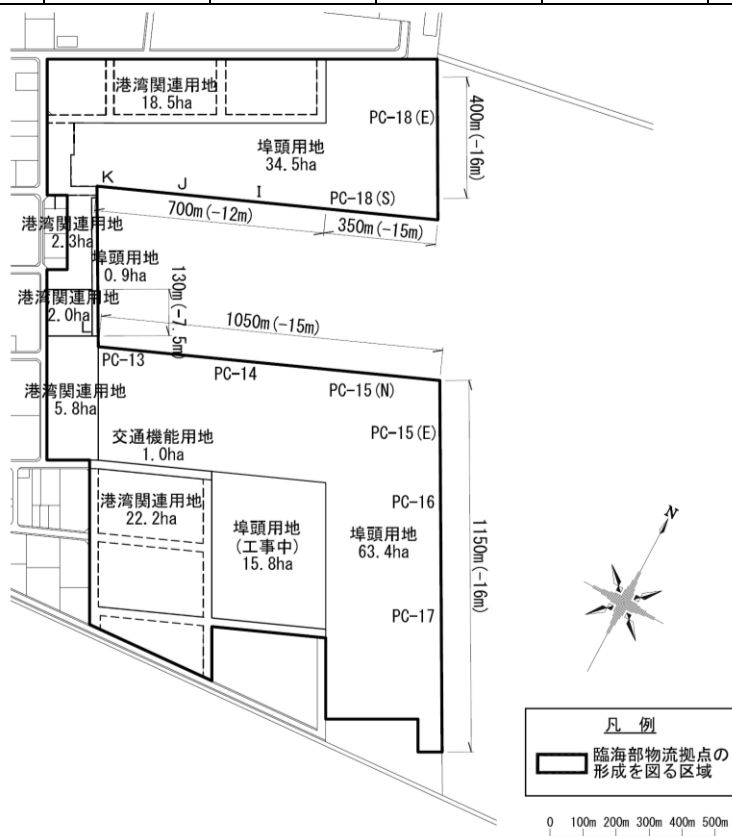 港湾関連用地
18.5ha
PC-18(E)
400m(-16m)
埠頭用地
34.5ha
K
J
I
PC-18(S)
700m(-12m)
350m(-15m)
港湾関連用地
2.3ha
埠頭用地
0.9ha
港湾関連用地
2.0ha
130m(-7.5m)
1050m(-15m)
PC-13
PC-14
PC-15(N)
港湾関連用地
5.8ha
PC-15(E)
交通機能用地
1.0ha
港湾関連用地
22.2ha
PC-16
埠頭用地
(工事中)
15.8ha
埠頭用地
63.4ha
1150m(-16m)
PC-17
N
凡 例
臨海部物流拠点の
形成を図る区域
0 100m 200m 300m 400m 500m